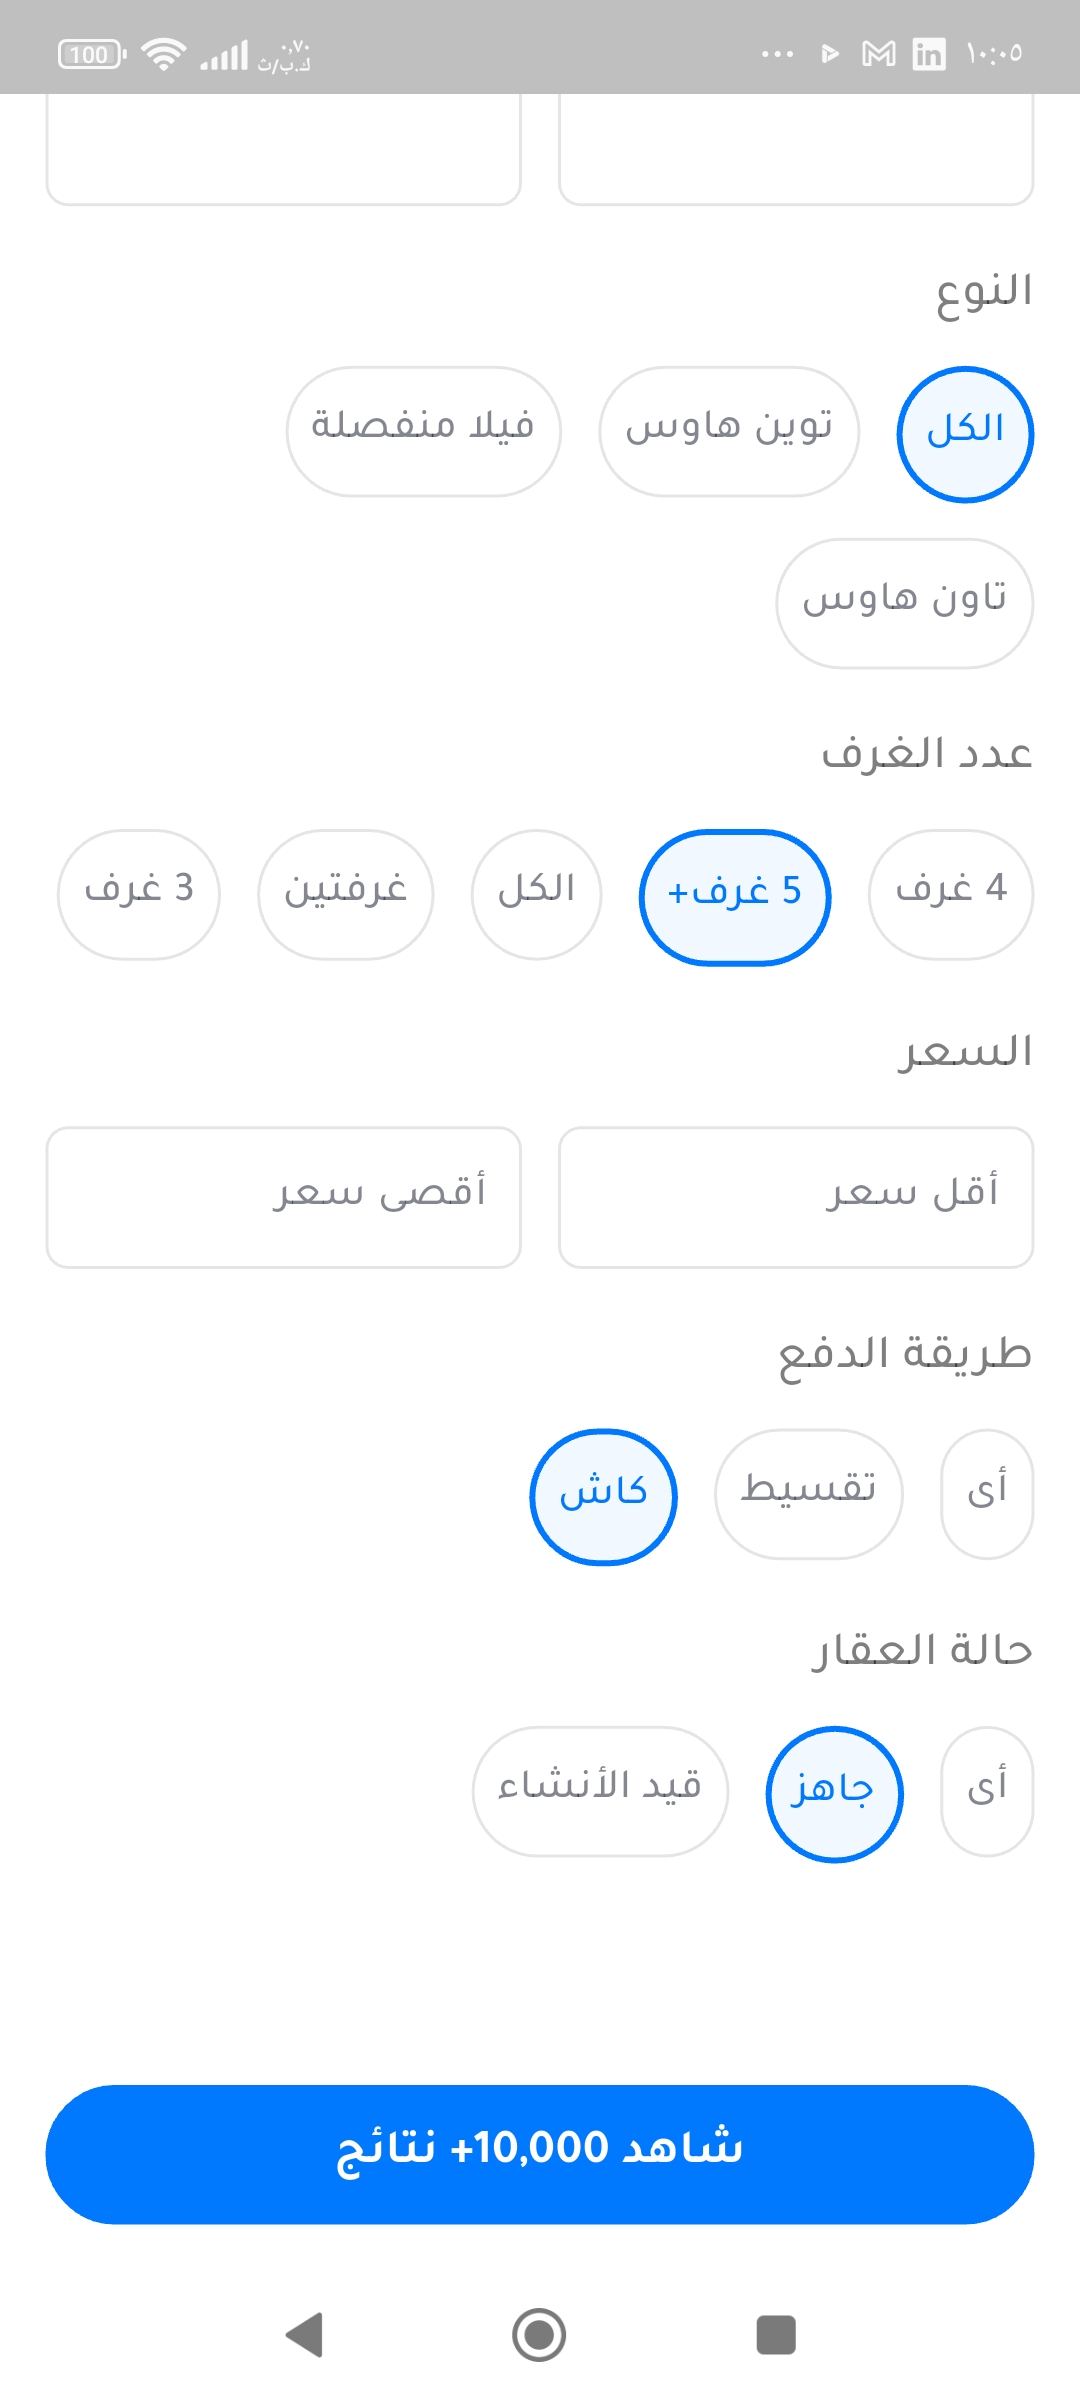 ١٠:٠٥
٠,٧٠ ك.ب/ث
100
النوع
الكل توين هاوس فيلا منفصلة
تاون هاوس
عدد الغرف
4 غرف 5 غرف+ الكل غرفتين 3 غرف
السعر
أقل سعر أقصى سعر
طريقة الدفع
أى تقسيط كاش
حالة العقار
أى جاهز قيد الأنشاء
شاهد 10,000+ نتائج